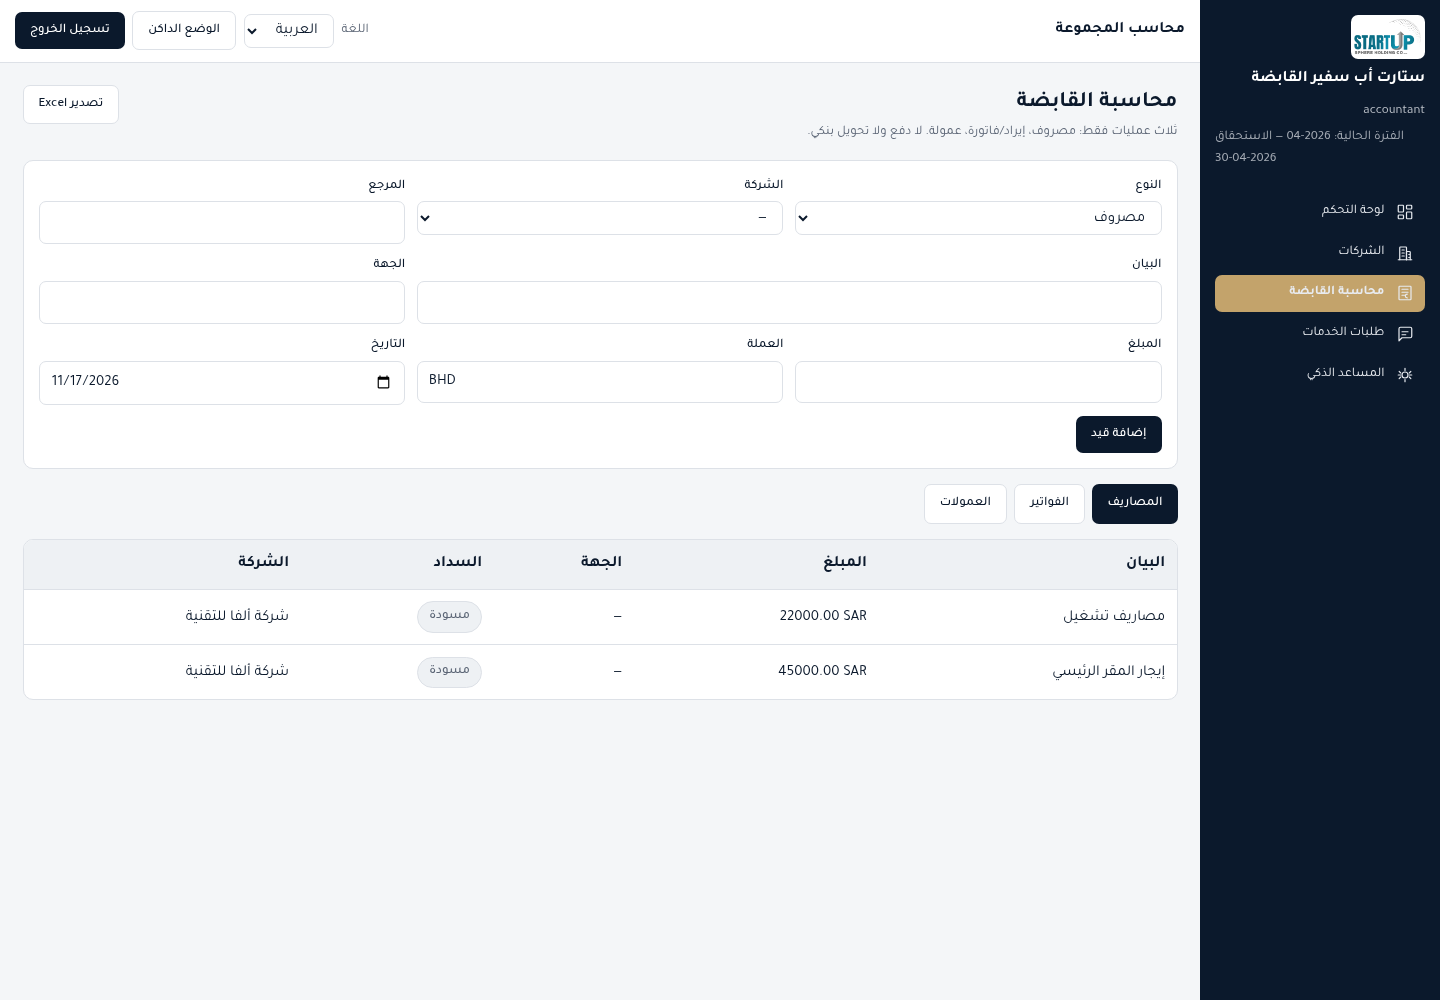 STARTUP
SPHERE HOLDING CO...
ستارت أب سفير القابضة
accountant
الفترة الحالية: 2026-04 — الاستحقاق
30-04-2026
لوحة التحكم
الشركات
محاسبة القابضة
طلبات الخدمات
المساعد الذكي
محاسب المجموعة
اللغة
العربية
الوضع الداكن
تسجيل الخروج
محاسبة القابضة
ثلاث عمليات فقط: مصروف، إيراد/فاتورة، عمولة. لا دفع ولا تحويل بنكي.
تصدير Excel
النوع
الشركة
المرجع
مصروف
—
البيان
الجهة
المبلغ
العملة
التاريخ
BHD
11/17/2026
إضافة قيد
المصاريف
الفواتير
العمولات
البيان المبلغ الجهة السداد الشركة
مصاريف تشغيل 22000.00 SAR — مسودة شركة ألفا للتقنية
إيجار المقر الرئيسي 45000.00 SAR — مسودة شركة ألفا للتقنية